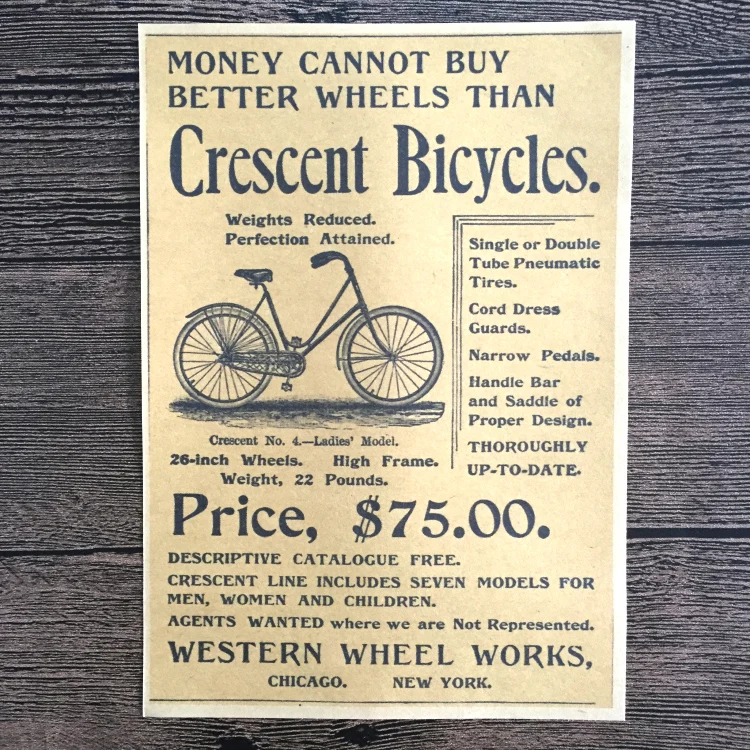 MONEY CANNOT BUY
BETTER WHEELS THAN
Crescent Bicycles.
Weights Reduced.
Perfection Attained.
Single or Double
Tube Pneumatic
Tires.
Cord Dress
Guards.
Narrow Pedals.
Handle Bar
and Saddle of
Proper Design.
THOROUGHLY
UP-TO-DATE.
Crescent No. 4.—Ladies' Model.
26-inch Wheels. High Frame.
Weight, 22 Pounds.
Price, $75.00.
DESCRIPTIVE CATALOGUE FREE.
CRESCENT LINE INCLUDES SEVEN MODELS FOR
MEN, WOMEN AND CHILDREN.
AGENTS WANTED where we are Not Represented.
WESTERN WHEEL WORKS,
CHICAGO. NEW YORK.